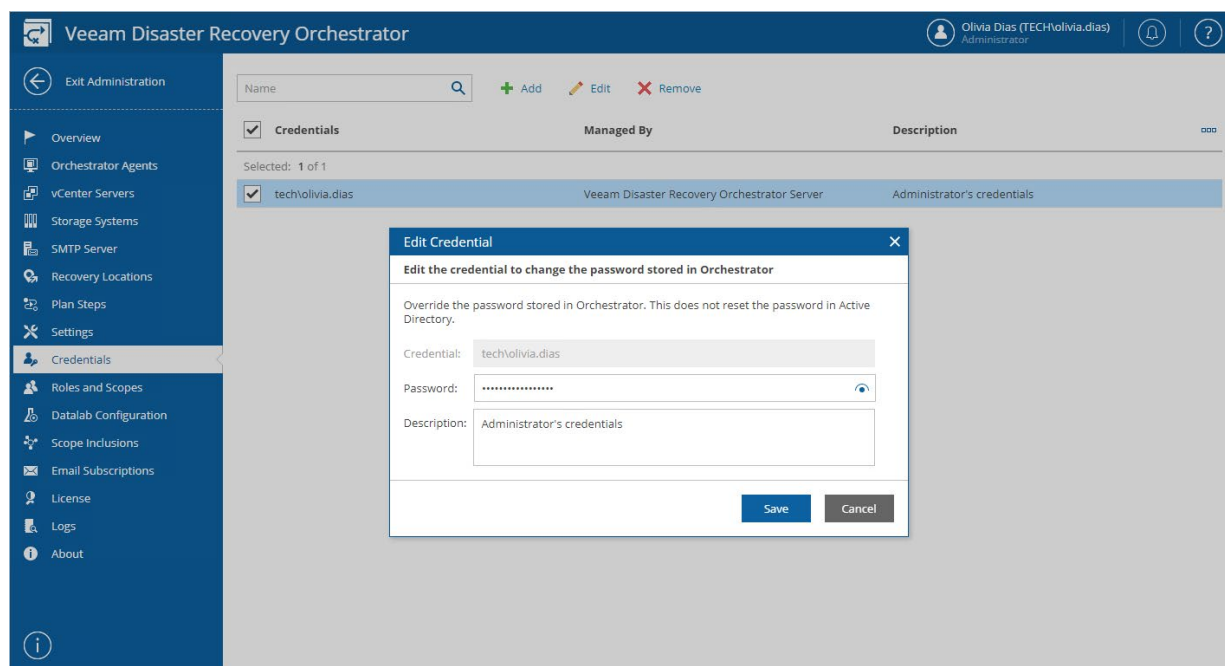 Veeam Disaster Recovery Orchestrator
Olivia Dias (TECH\olivia.dias)
Administrator
?
Exit Administration
Name
Add
Edit
Remove
Overview
Orchestrator Agents
vCenter Servers
Storage Systems
SMTP Server
Recovery Locations
Plan Steps
Settings
Credentials
Roles and Scopes
Datalab Configuration
Scope Inclusions
Email Subscriptions
License
Logs
About
Credentials Managed By Description
Selected: 1 of 1
tech\olivia.dias Veeam Disaster Recovery Orchestrator Server Administrator's credentials
Edit Credential
Edit the credential to change the password stored in Orchestrator
Override the password stored in Orchestrator. This does not reset the password in Active
Directory.
Credential: tech\olivia.dias
Password: •••••••••••••••••
Description: Administrator's credentials
Save Cancel